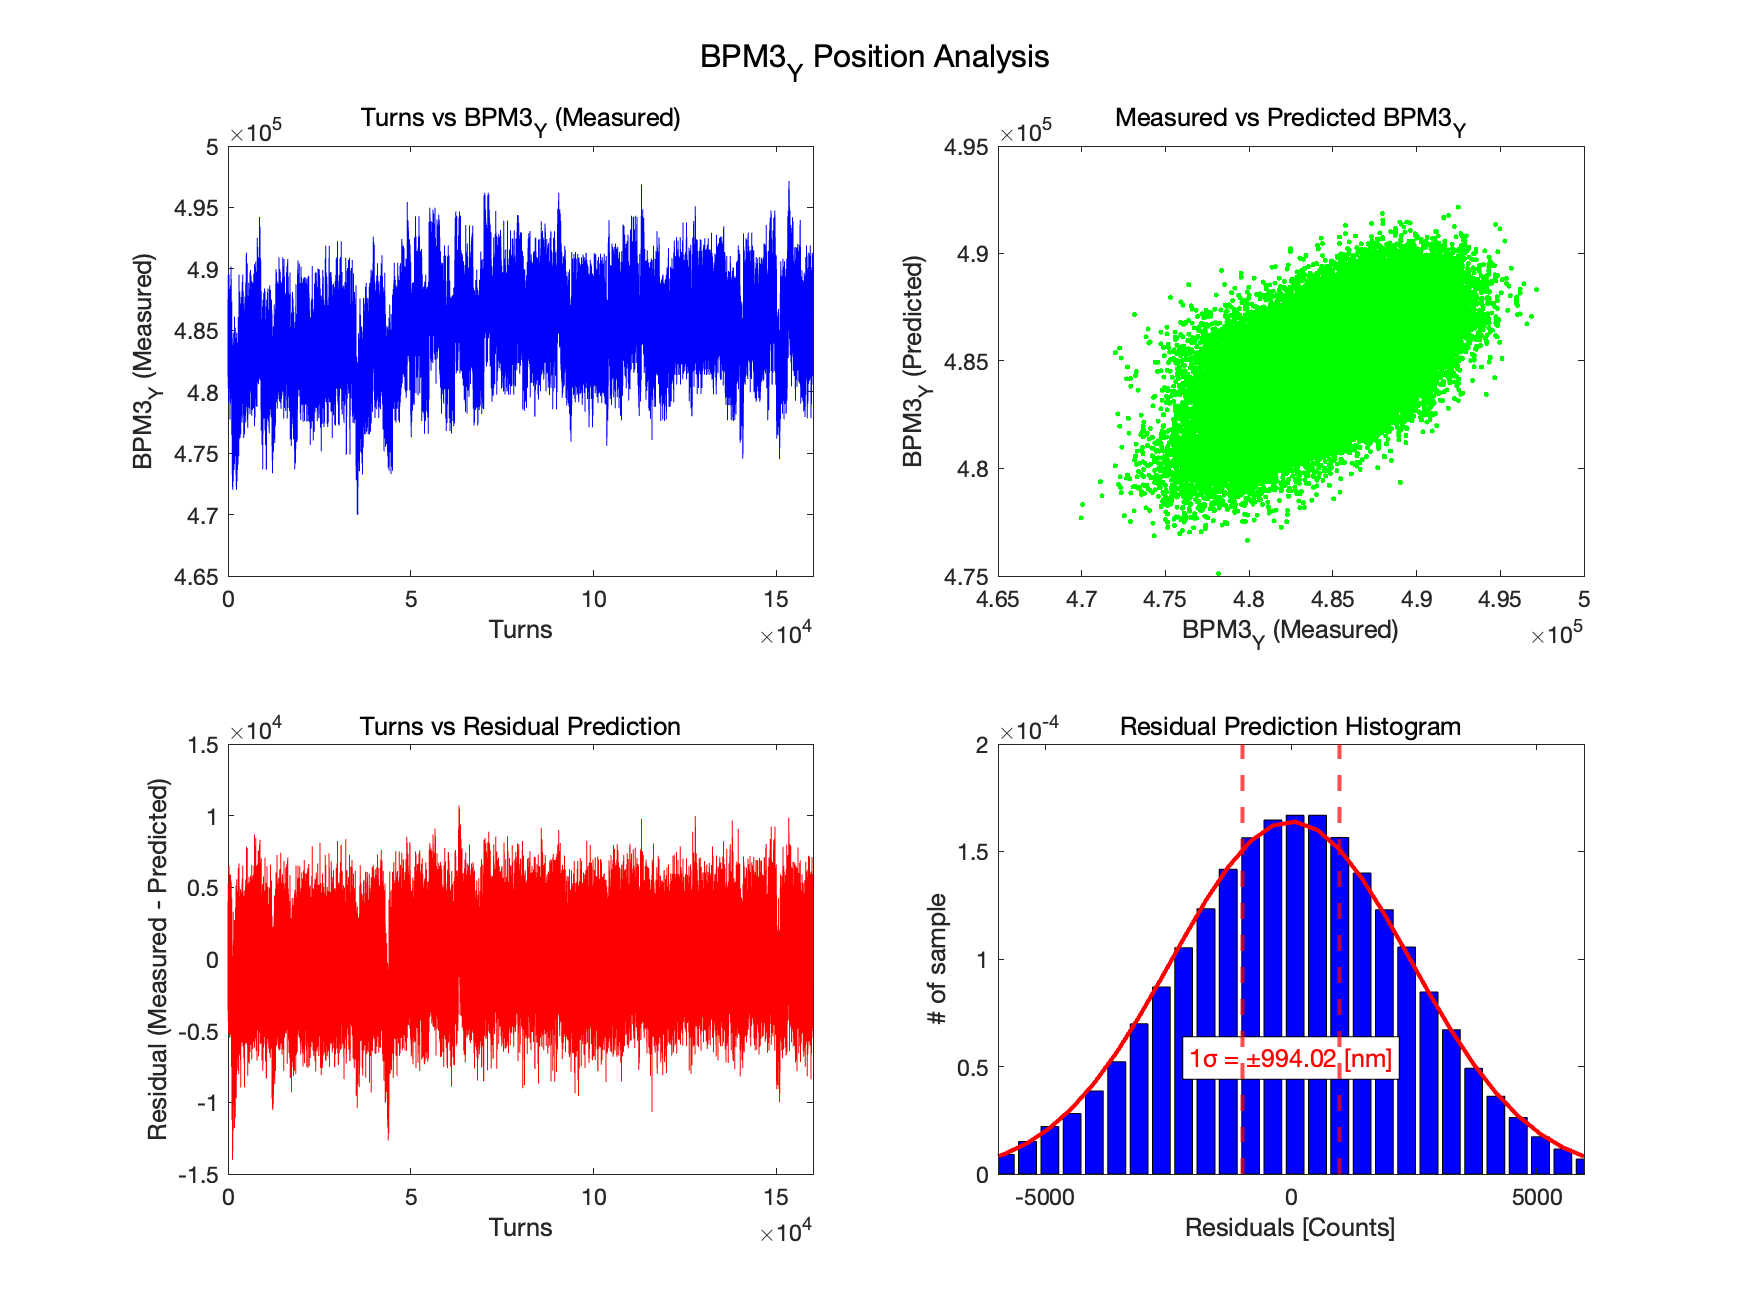 BPM3Y Position Analysis
Turns vs BPM3Y (Measured)
×10^5
5
4.95
4.9
4.85
4.8
4.75
4.7
4.65
BPM3Y (Measured)
0 5 10 15
Turns
×10^4
Measured vs Predicted BPM3Y
×10^5
4.95
4.9
4.85
4.8
4.75
BPM3Y (Predicted)
4.65 4.7 4.75 4.8 4.85 4.9 4.95 5
BPM3Y (Measured)
×10^5
Turns vs Residual Prediction
×10^4
1.5
1
0.5
0
-0.5
-1
-1.5
Residual (Measured - Predicted)
0 5 10 15
Turns
×10^4
Residual Prediction Histogram
×10^-4
2
1.5
1
0.5
0
# of sample
1σ = ±994.02 [nm]
-5000 0 5000
Residuals [Counts]